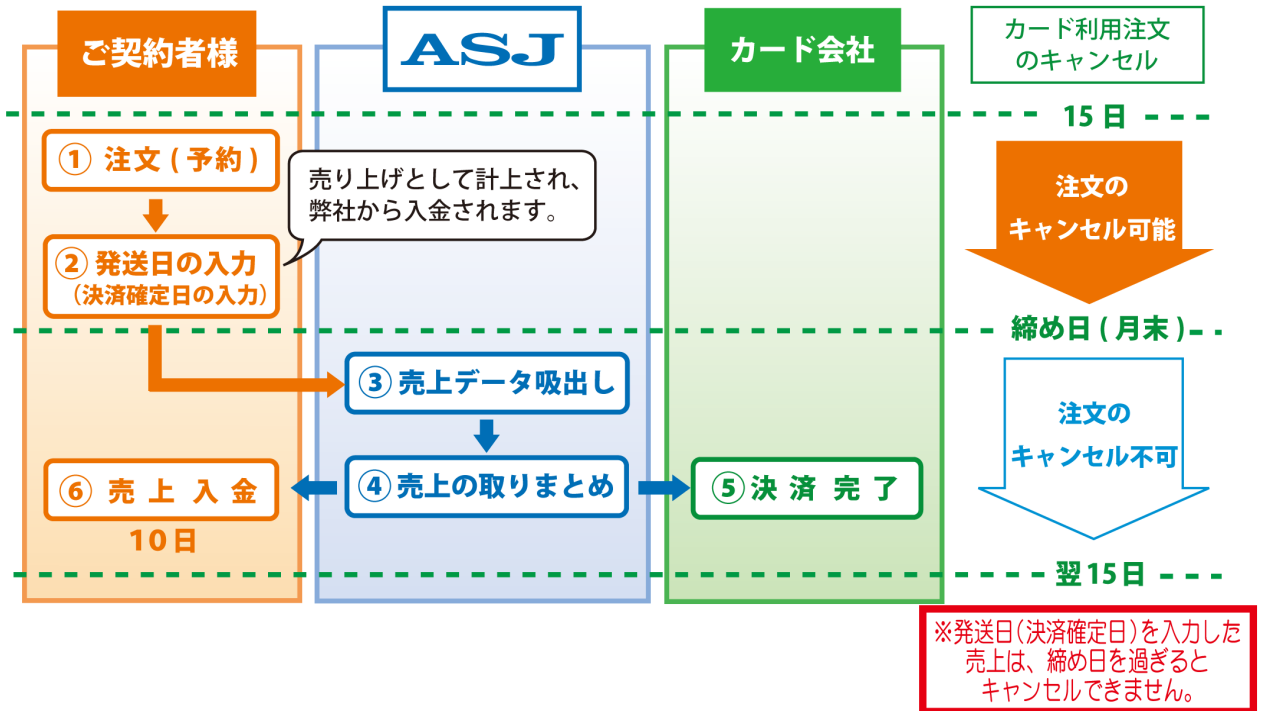 ご契約者様
ASJ
カード会社
カード利用注文
のキャンセル
15日
① 注文(予約)
売り上げとして計上され、
弊社から入金されます。
注文の
キャンセル可能
② 発送日の入力
(決済確定日の入力)
締め日(月末)
③ 売上データ吸出し
注文の
キャンセル不可
⑥ 売上入金
④ 売上の取りまとめ
⑤ 決済完了
10日
翌15日
※発送日(決済確定日)を入力した
売上は、締め日を過ぎると
キャンセルできません。